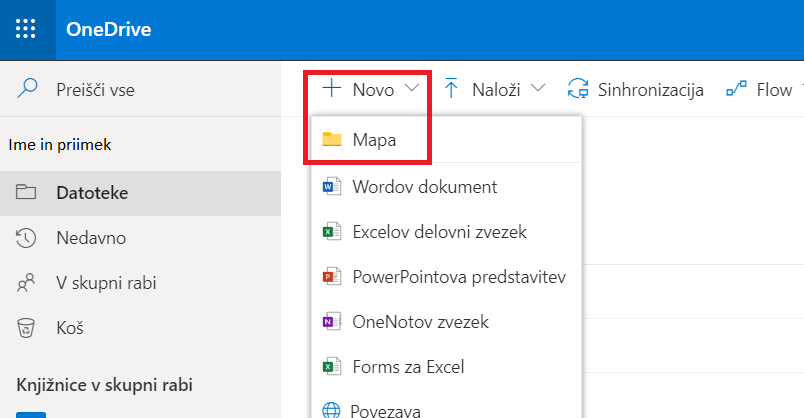 OneDrive
Preišči vse
Ime in priimek
Datoteke
Nedavno
V skupni rabi
Koš
Knjižnice v skupni rabi
Novo
Naloži
Sinhronizacija
Flow
Mapa
Wordov dokument
Excelov delovni zvezek
PowerPointova predstavitev
OneNotov zvezek
Forms za Excel
Povezava